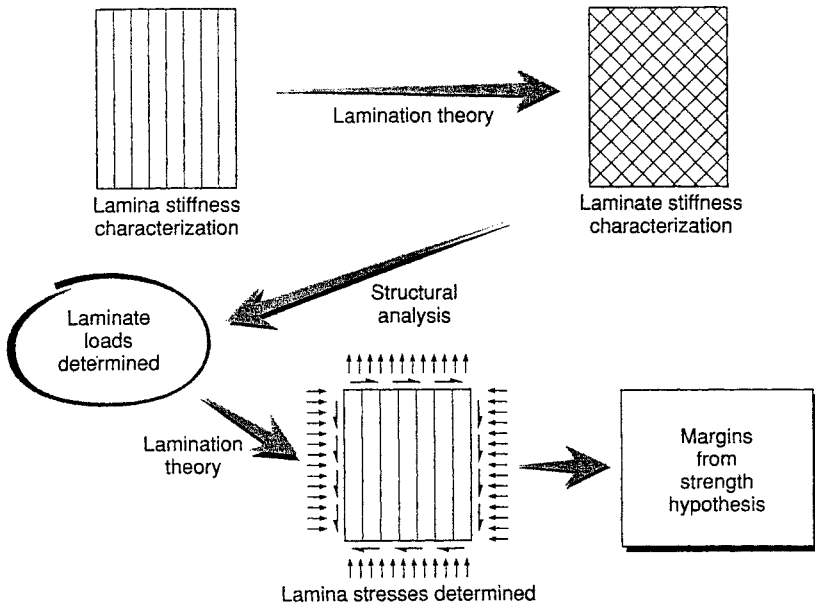 Lamination theory
Lamina stiffness
characterization
Laminate stiffness
characterization
Structural
analysis
Laminate
loads
determined
Lamination
theory
Margins
from
strength
hypothesis
Lamina stresses determined